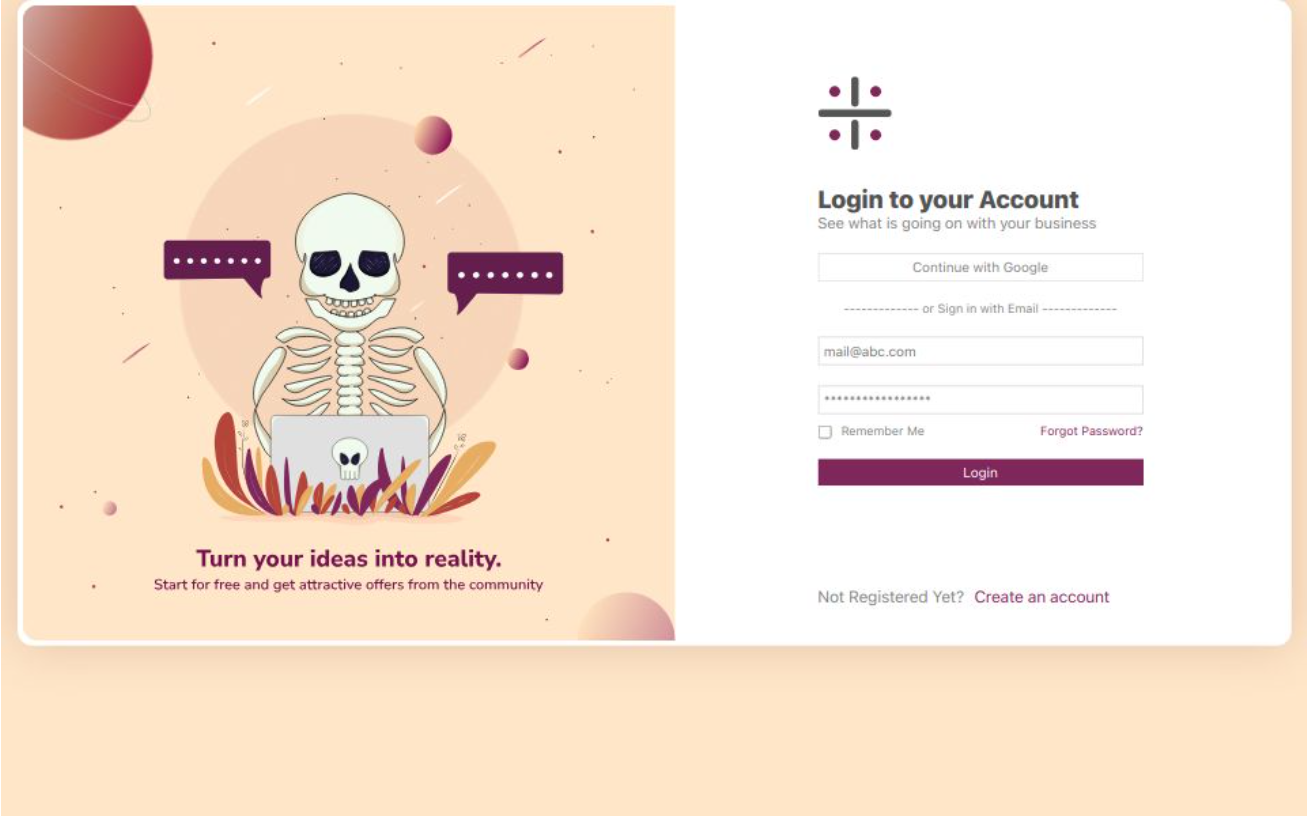 Turn your ideas into reality.
Start for free and get attractive offers from the community
Login to your Account
See what is going on with your business
Continue with Google
------------- or Sign in with Email -------------
mail@abc.com
*****************
Remember Me
Forgot Password?
Login
Not Registered Yet? Create an account